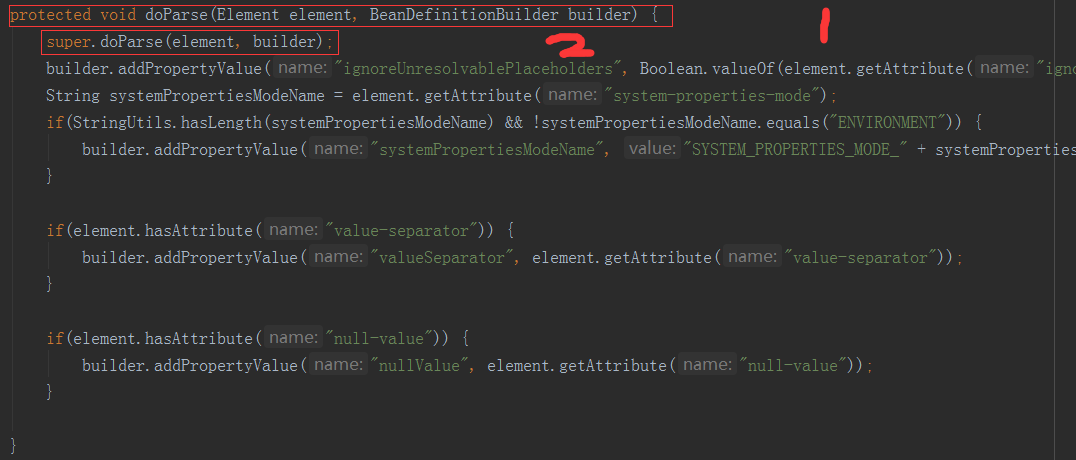 protected void doParse(Element element, BeanDefinitionBuilder builder) {
1
super.doParse(element, builder);
2
builder.addPropertyValue( name: "ignoreUnresolvablePlaceholders", Boolean.valueOf(element.getAttribute( name: "ign
String systemPropertiesModeName = element.getAttribute( name: "system-properties-mode");
if(StringUtils.hasLength(systemPropertiesModeName) && !systemPropertiesModeName.equals("ENVIRONMENT")) {
builder.addPropertyValue( name: "systemPropertiesModeName", value: "SYSTEM_PROPERTIES_MODE_" + systemProperties
}
if(element.hasAttribute( name: "value-separator")) {
builder.addPropertyValue( name: "valueSeparator", element.getAttribute( name: "value-separator"));
}
if(element.hasAttribute( name: "null-value")) {
builder.addPropertyValue( name: "nullValue", element.getAttribute( name: "null-value"));
}
}